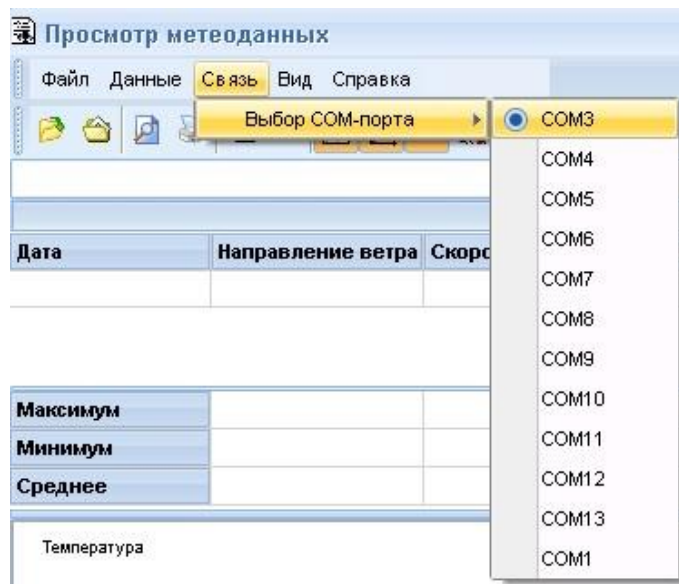 Просмотр метеоданных
Файл Данные Связь Вид Справка
Выбор COM-порта
COM3
COM4
COM5
COM6
COM7
COM8
COM9
COM10
COM11
COM12
COM13
COM1
Дата Направление ветра Скоро
Максимум
Минимум
Среднее
Температура